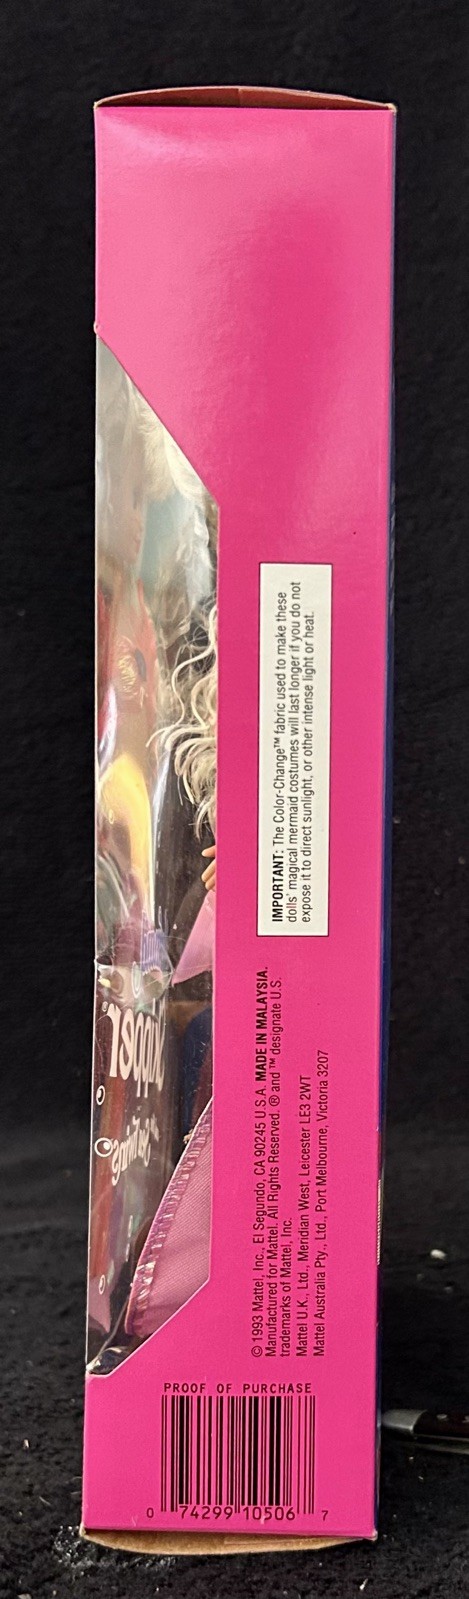 IMPORTANT: The Color-Change™ fabric used to make these
dolls' magical mermaid costumes will last longer if you do not
expose it to direct sunlight, or other intense light or heat.
© 1993 Mattel, Inc., El Segundo, CA 90245 U.S.A. MADE IN MALAYSIA.
Manufactured for Mattel. All Rights Reserved. ® and ™ designate U.S.
trademarks of Mattel, Inc.
Mattel U.K., Ltd., Meridian West, Leicester LE3 2WT
Mattel Australia Pty., Ltd., Port Melbourne, Victoria 3207
PROOF OF PURCHASE
0 74299 10506 7